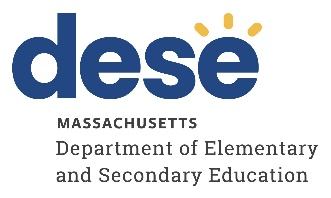 dese
MASSACHUSETTS
Department of Elementary
and Secondary Education